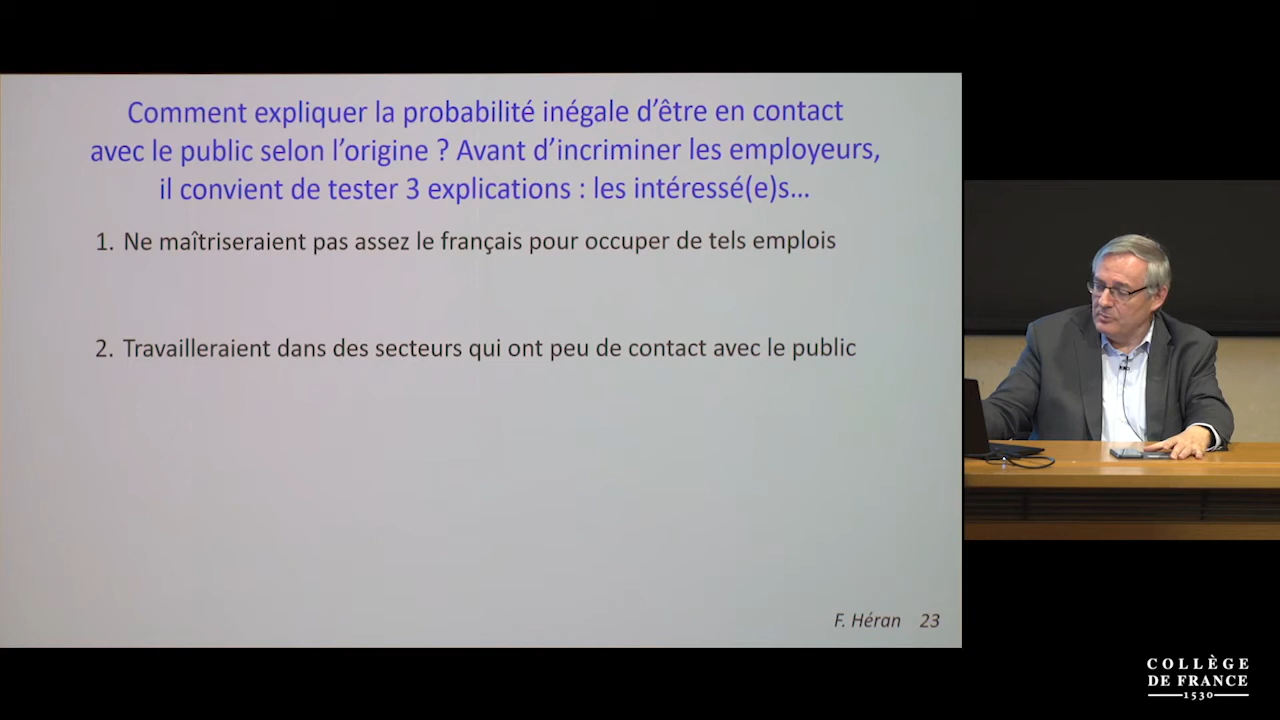 Comment expliquer la probabilité inégale d’être en contact
avec le public selon l’origine ? Avant d’incriminer les employeurs,
il convient de tester 3 explications : les intéressé(e)s…
1. Ne maîtriseraient pas assez le français pour occuper de tels emplois
2. Travailleraient dans des secteurs qui ont peu de contact avec le public
F. Héran 23
COLLÈGE
DE FRANCE
1530